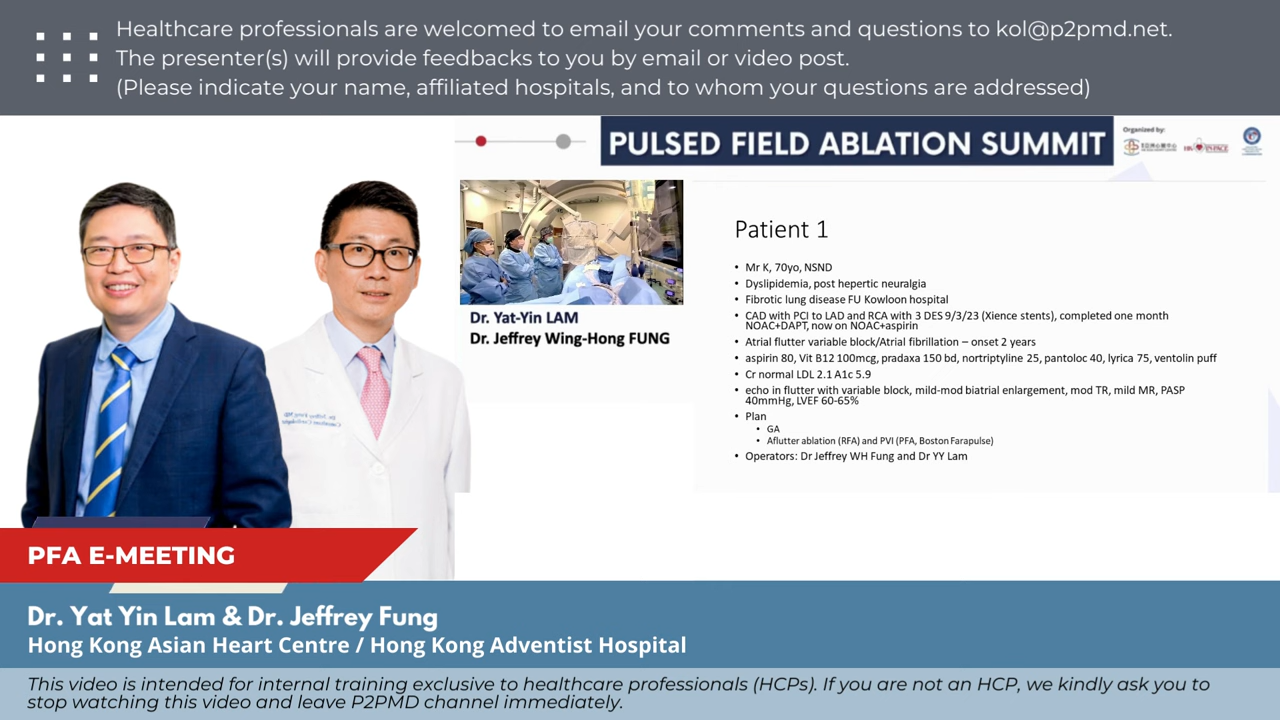 Healthcare professionals are welcomed to email your comments and questions to kol@p2pmd.net.
The presenter(s) will provide feedbacks to you by email or video post.
(Please indicate your name, affiliated hospitals, and to whom your questions are addressed)
PULSED FIELD ABLATION SUMMIT
Organized by:
Dr. Yat-Yin LAM
Dr. Jeffrey Wing-Hong FUNG
Patient 1
• Mr K, 70yo, NSND
• Dyslipidemia, post hepertic neuralgia
• Fibrotic lung disease FU Kowloon hospital
• CAD with PCI to LAD and RCA with 3 DES 9/3/23 (Xience stents), completed one month
NOAC+DAPT, now on NOAC+aspirin
• Atrial flutter variable block/Atrial fibrillation – onset 2 years
• aspirin 80, Vit B12 100mcg, pradaxa 150 bd, nortriptyline 25, pantoloc 40, lyrica 75, ventolin puff
• Cr normal LDL 2.1 A1c 5.9
• echo in flutter with variable block, mild-mod biatrial enlargement, mod TR, mild MR, PASP
40mmHg, LVEF 60-65%
• Plan
• GA
• Aflutter ablation (RFA) and PVI (PFA, Boston Farapulse)
• Operators: Dr Jeffrey WH Fung and Dr YY Lam
PFA E-MEETING
Dr. Yat Yin Lam & Dr. Jeffrey Fung
Hong Kong Asian Heart Centre / Hong Kong Adventist Hospital
This video is intended for internal training exclusive to healthcare professionals (HCPs). If you are not an HCP, we kindly ask you to
stop watching this video and leave P2PMD channel immediately.